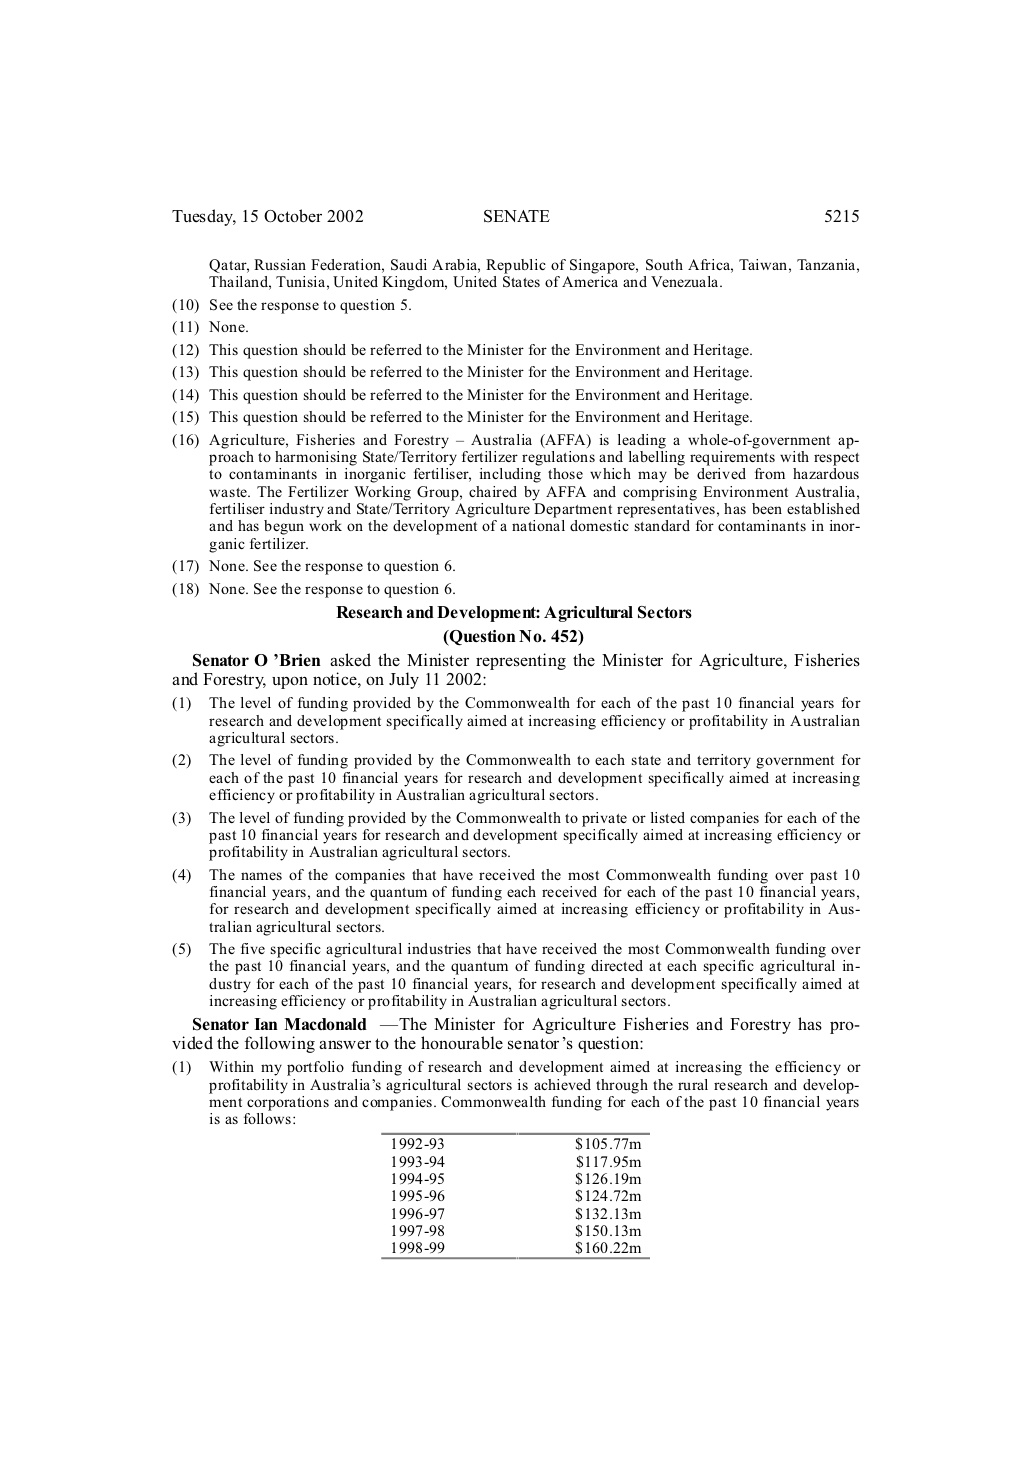 Tuesday, 15 October 2002 SENATE 5215
Qatar, Russian Federation, Saudi Arabia, Republic of Singapore, South Africa, Taiwan, Tanzania,
Thailand, Tunisia, United Kingdom, United States of America and Venezuala.
(10) See the response to question 5.
(11) None.
(12) This question should be referred to the Minister for the Environment and Heritage.
(13) This question should be referred to the Minister for the Environment and Heritage.
(14) This question should be referred to the Minister for the Environment and Heritage.
(15) This question should be referred to the Minister for the Environment and Heritage.
(16) Agriculture, Fisheries and Forestry – Australia (AFFA) is leading a whole-of-government ap-
proach to harmonising State/Territory fertilizer regulations and labelling requirements with respect
to contaminants in inorganic fertiliser, including those which may be derived from hazardous
waste. The Fertilizer Working Group, chaired by AFFA and comprising Environment Australia,
fertiliser industry and State/Territory Agriculture Department representatives, has been established
and has begun work on the development of a national domestic standard for contaminants in inor-
ganic fertilizer.
(17) None. See the response to question 6.
(18) None. See the response to question 6.
Research and Development: Agricultural Sectors
(Question No. 452)
Senator O ’Brien asked the Minister representing the Minister for Agriculture, Fisheries
and Forestry, upon notice, on July 11 2002:
(1) The level of funding provided by the Commonwealth for each of the past 10 financial years for
research and development specifically aimed at increasing efficiency or profitability in Australian
agricultural sectors.
(2) The level of funding provided by the Commonwealth to each state and territory government for
each of the past 10 financial years for research and development specifically aimed at increasing
efficiency or profitability in Australian agricultural sectors.
(3) The level of funding provided by the Commonwealth to private or listed companies for each of the
past 10 financial years for research and development specifically aimed at increasing efficiency or
profitability in Australian agricultural sectors.
(4) The names of the companies that have received the most Commonwealth funding over past 10
financial years, and the quantum of funding each received for each of the past 10 financial years,
for research and development specifically aimed at increasing efficiency or profitability in Aus-
tralian agricultural sectors.
(5) The five specific agricultural industries that have received the most Commonwealth funding over
the past 10 financial years, and the quantum of funding directed at each specific agricultural in-
dustry for each of the past 10 financial years, for research and development specifically aimed at
increasing efficiency or profitability in Australian agricultural sectors.
Senator Ian Macdonald —The Minister for Agriculture Fisheries and Forestry has pro-
vided the following answer to the honourable senator’s question:
(1) Within my portfolio funding of research and development aimed at increasing the efficiency or
profitability in Australia’s agricultural sectors is achieved through the rural research and develop-
ment corporations and companies. Commonwealth funding for each of the past 10 financial years
is as follows:
1992-93 $105.77m
1993-94 $117.95m
1994-95 $126.19m
1995-96 $124.72m
1996-97 $132.13m
1997-98 $150.13m
1998-99 $160.22m